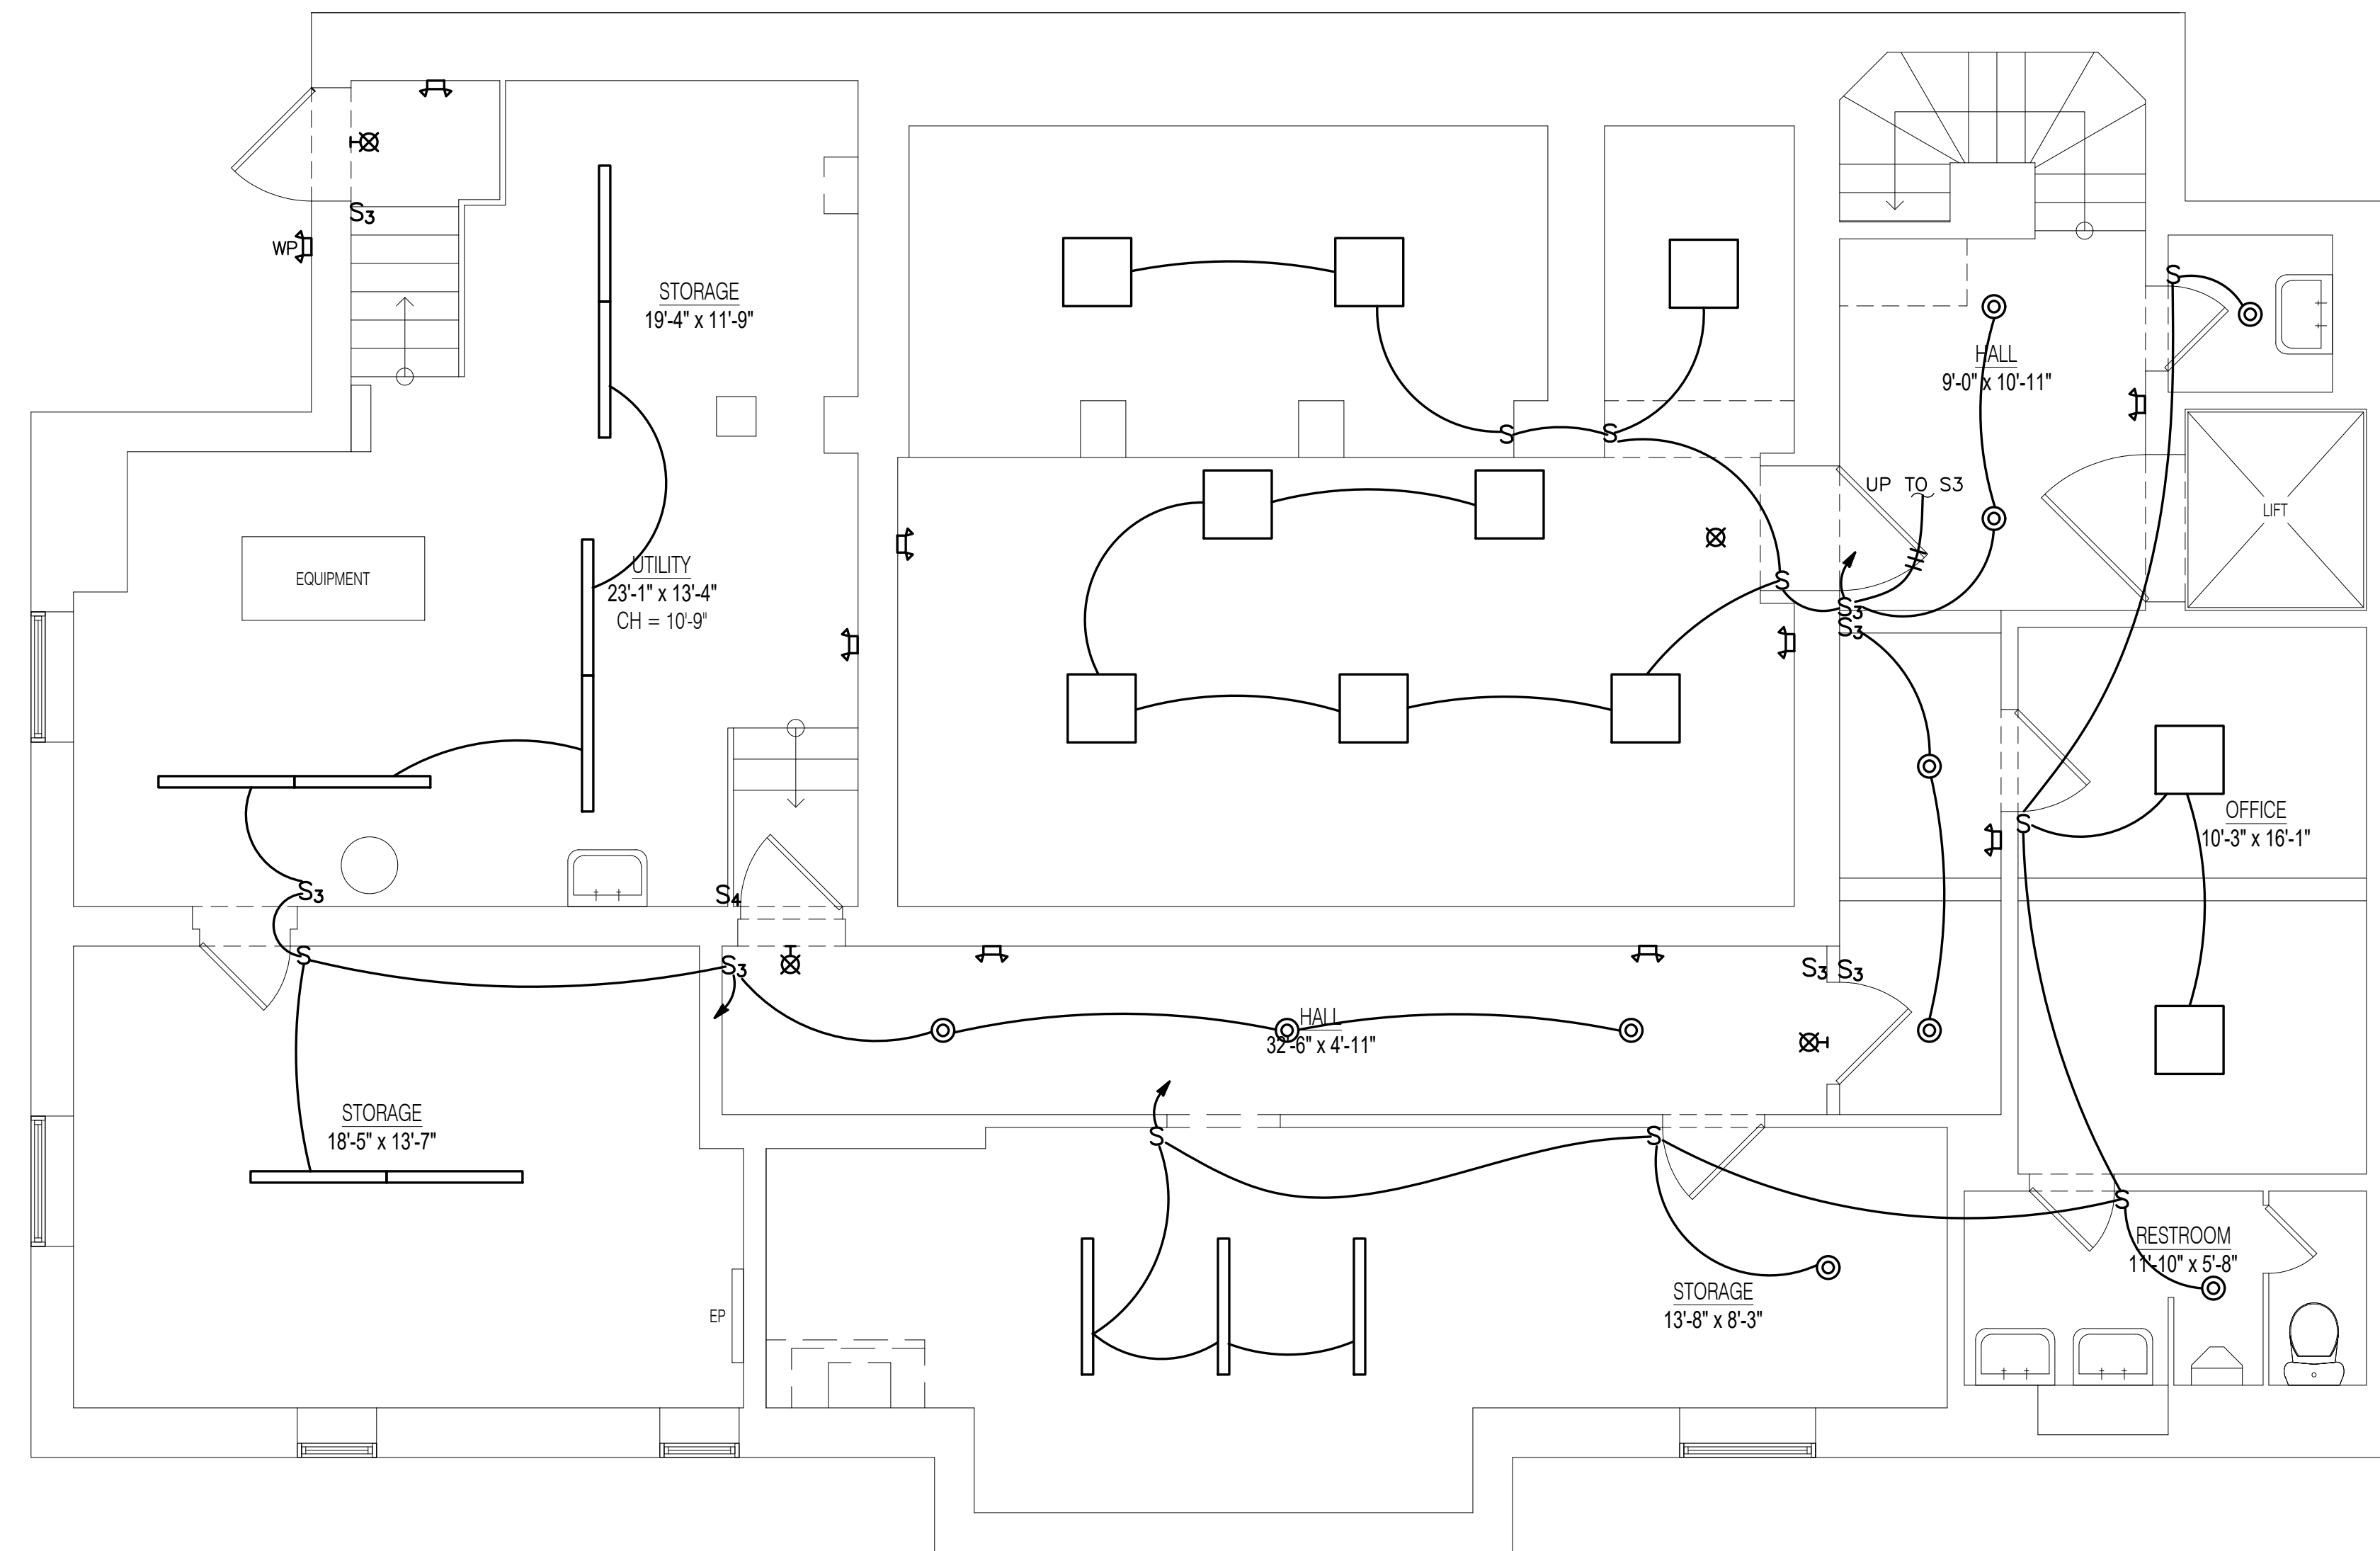 S3
WP
STORAGE
19'-4" x 11'-9"
S
HALL
9'-0" x 10'-11"
S
S
UP TO S3
LIFT
EQUIPMENT
UTILITY
23'-1" x 13'-4"
CH = 10'-9"
S
S3
S3
OFFICE
10'-3" x 16'-1"
S
S3
S4
S
S3
S3
S3
HALL
32'-6" x 4'-11"
STORAGE
18'-5" x 13'-7"
S
S
S
RESTROOM
11'-10" x 5'-8"
STORAGE
13'-8" x 8'-3"
EP